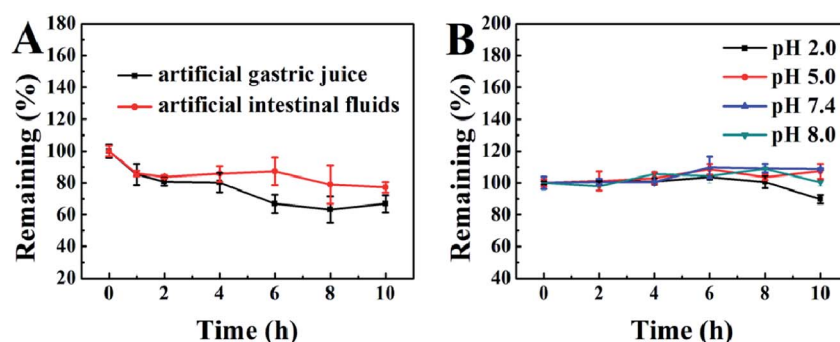 A
Remaining (%)
180
160
140
120
100
80
60
40
20
artificial gastric juice
artificial intestinal fluids
0 2 4 6 8 10
Time (h)
B
Remaining (%)
200
180
160
140
120
100
80
60
40
pH 2.0
pH 5.0
pH 7.4
pH 8.0
0 2 4 6 8 10
Time (h)